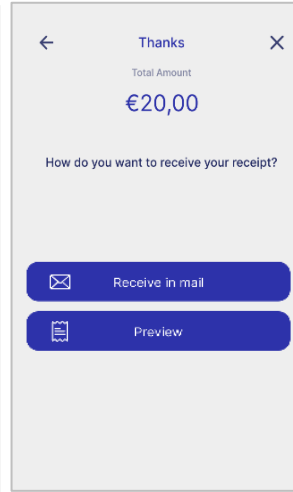 Thanks
Total Amount
€20,00
How do you want to receive your receipt?
Receive in mail
Preview